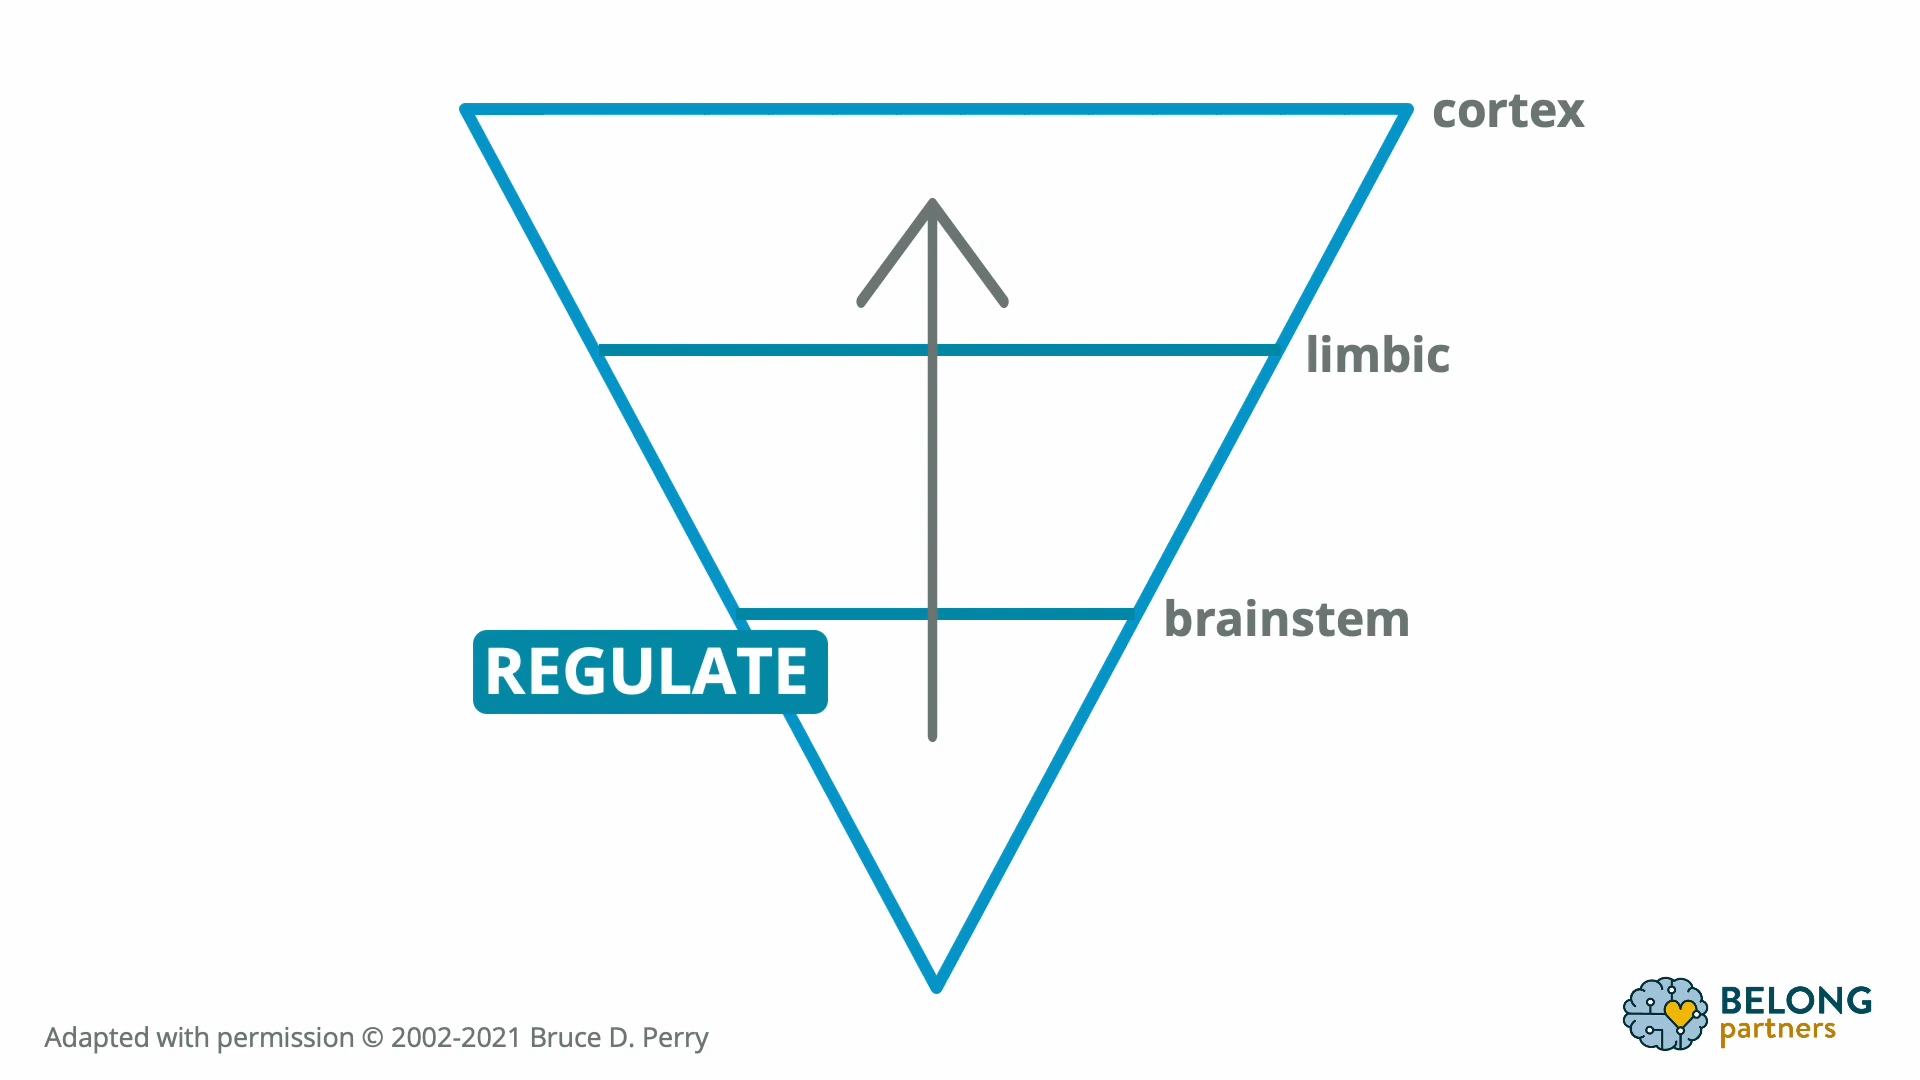 cortex
limbic
brainstem
REGULATE
Adapted with permission © 2002-2021 Bruce D. Perry
BELONG
partners